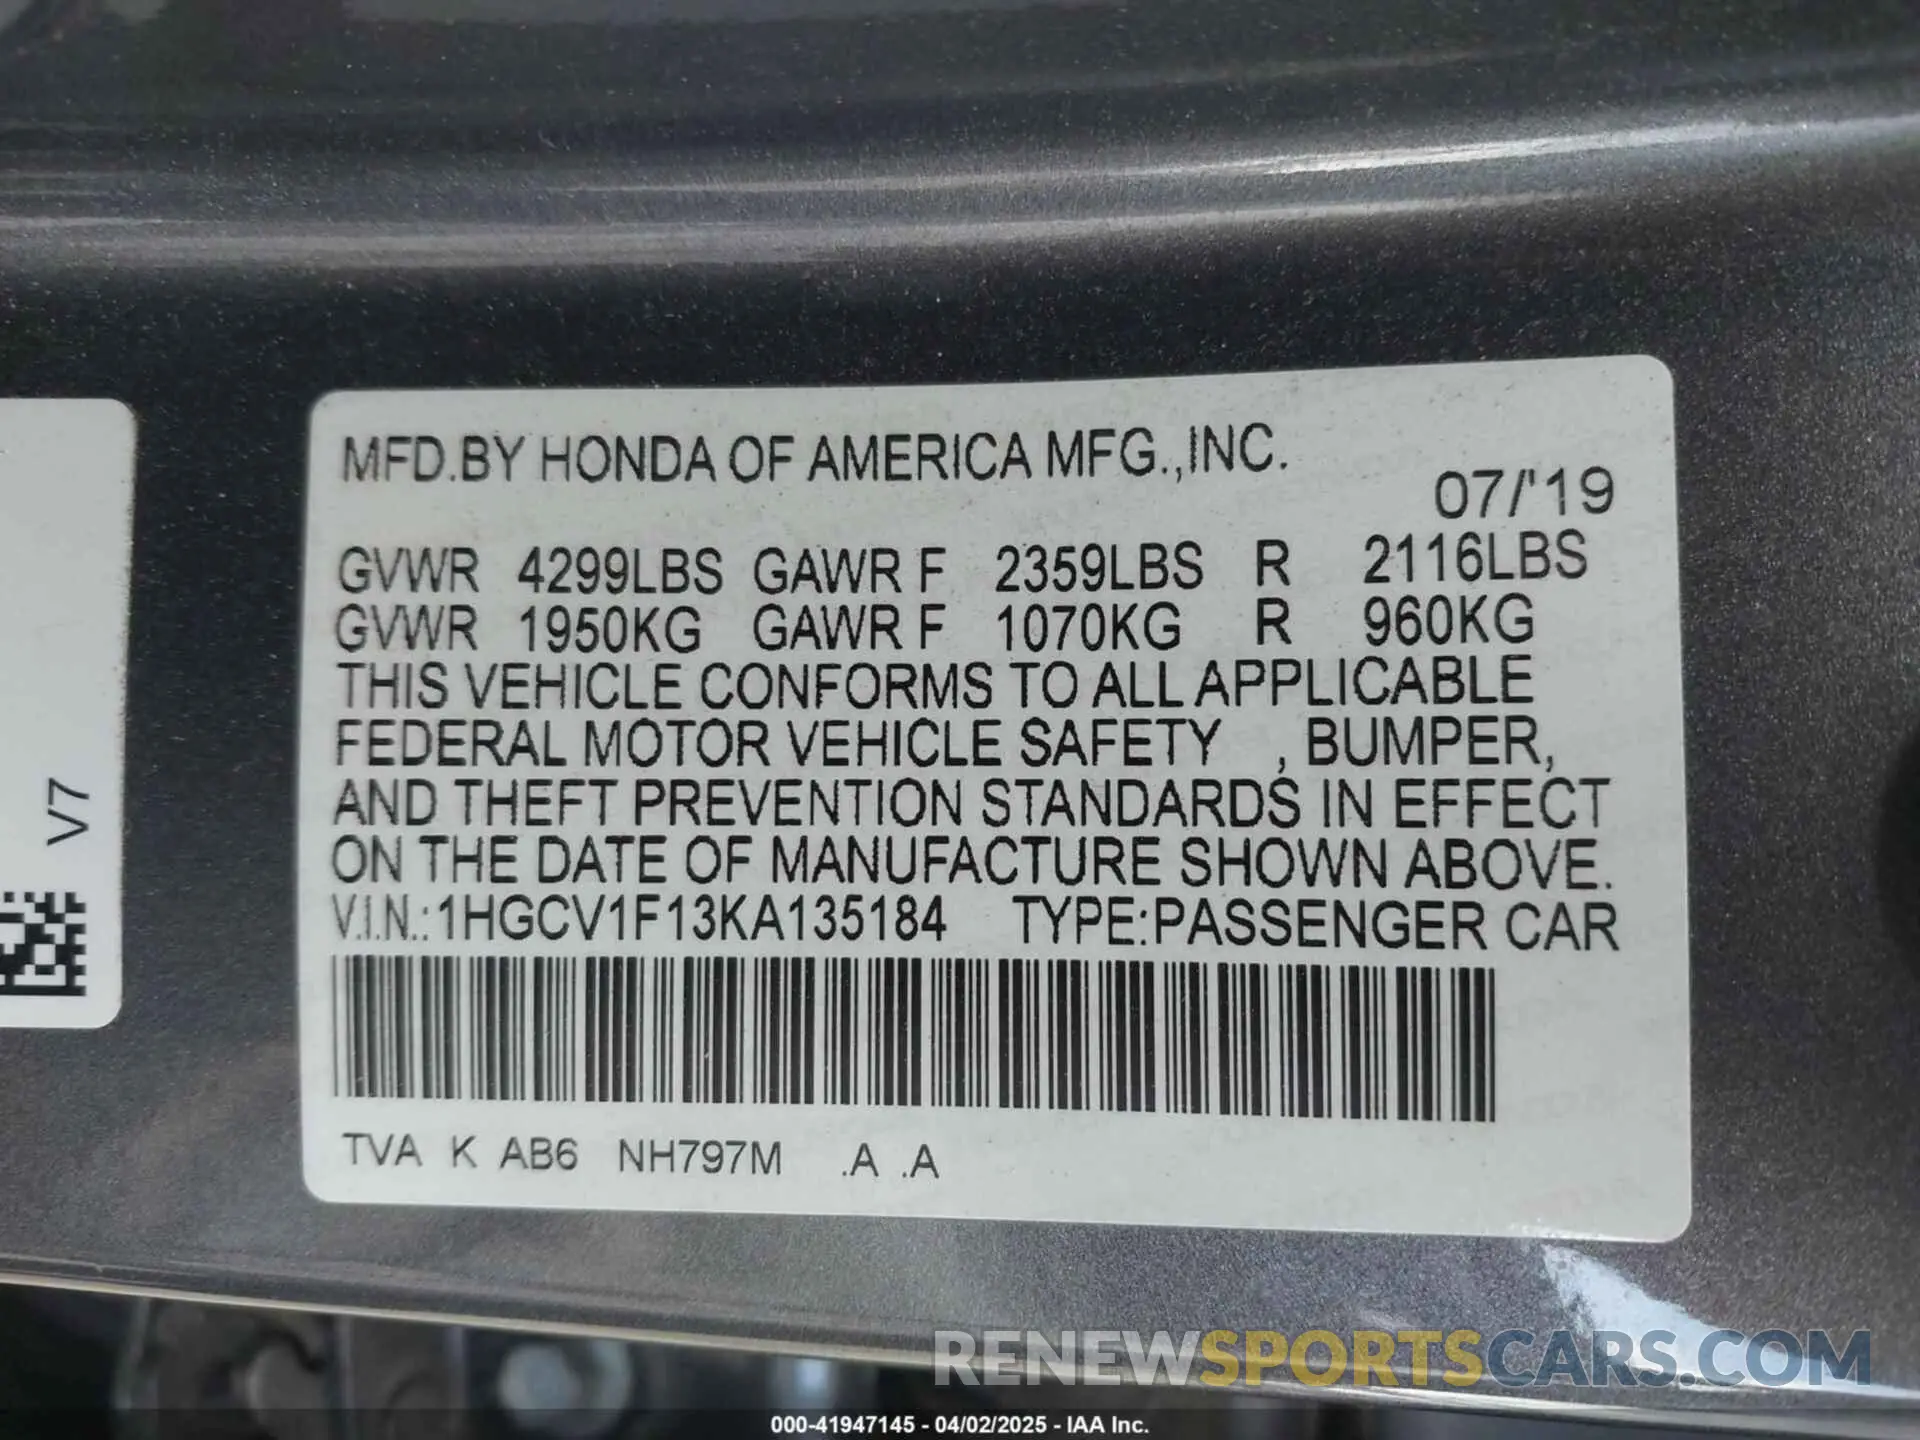 MFD.BY HONDA OF AMERICA MFG.,INC.
07/'19
GVWR 4299LBS GAWR F 2359LBS R 2116LBS
GVWR 1950KG GAWR F 1070KG R 960KG
THIS VEHICLE CONFORMS TO ALL APPLICABLE
FEDERAL MOTOR VEHICLE SAFETY , BUMPER,
AND THEFT PREVENTION STANDARDS IN EFFECT
ON THE DATE OF MANUFACTURE SHOWN ABOVE.
V.I.N.:1HGCV1F13KA135184 TYPE:PASSENGER CAR
TVA K AB6 NH797M .A .A
V7
RENEWSPORTSCARS.COM
000-41947145 - 04/02/2025 - IAA Inc.